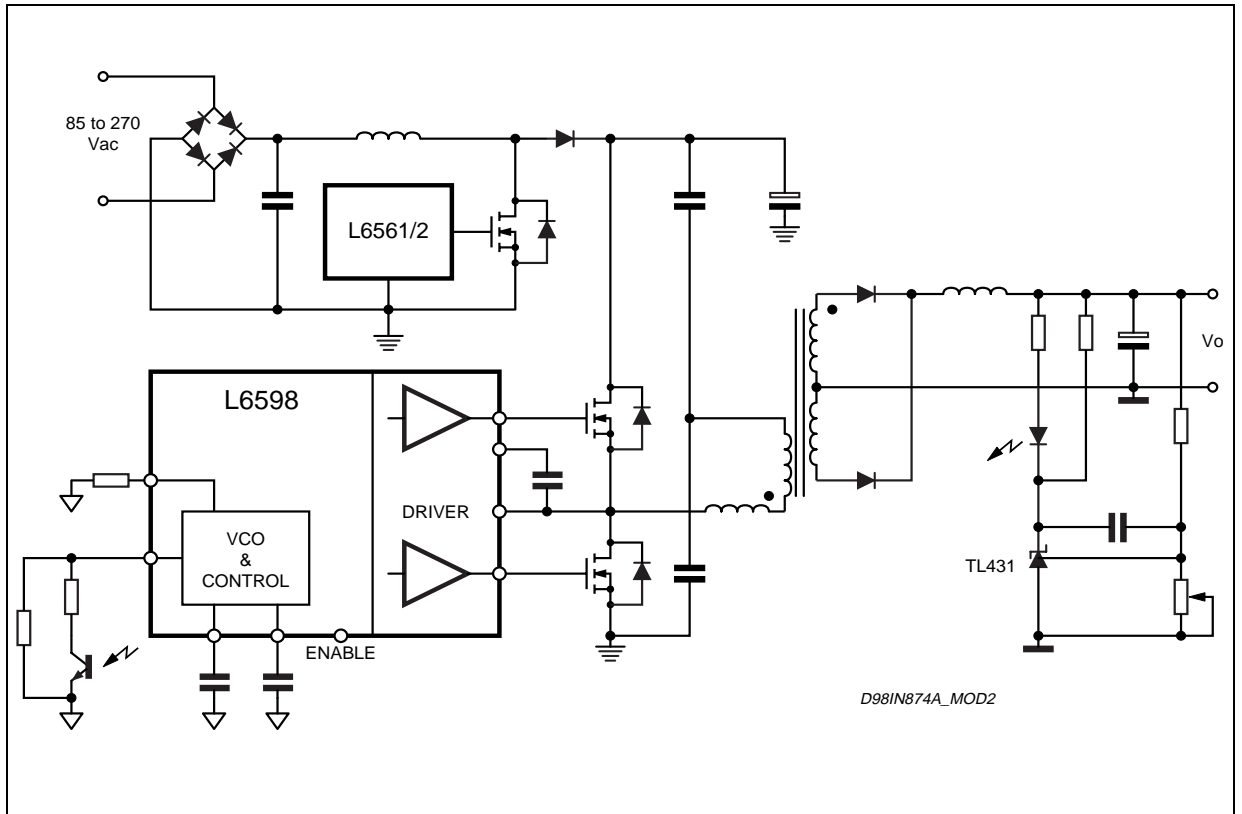 85 to 270
Vac
L6561/2
L6598
Vo
DRIVER
VCO
&
CONTROL
TL431
ENABLE
D98IN874A_MOD2